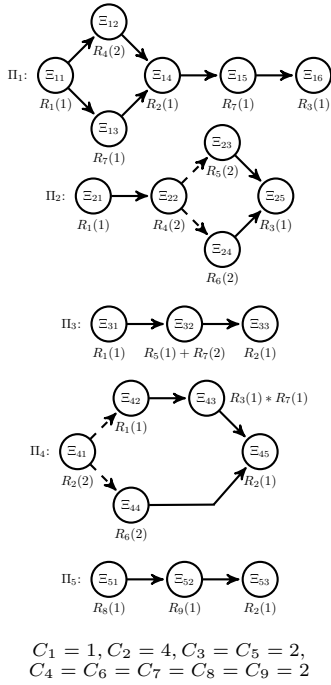 Ξ₁₂
R₄(2)
Π₁: Ξ₁₁ Ξ₁₄ Ξ₁₅ Ξ₁₆
R₁(1) R₂(1) R₇(1) R₃(1)
Ξ₁₃
R₇(1)
Ξ₂₃
R₅(2)
Π₂: Ξ₂₁ Ξ₂₂ Ξ₂₅
R₁(1) R₄(2) R₃(1)
Ξ₂₄
R₆(2)
Π₃: Ξ₃₁ Ξ₃₂ Ξ₃₃
R₁(1) R₅(1) + R₇(2) R₂(1)
Ξ₄₂ Ξ₄₃ R₃(1) * R₇(1)
R₁(1)
Π₄: Ξ₄₁ Ξ₄₅
R₂(2) R₂(1)
Ξ₄₄
R₆(2)
Π₅: Ξ₅₁ Ξ₅₂ Ξ₅₃
R₈(1) R₉(1) R₂(1)
C₁ = 1, C₂ = 4, C₃ = C₅ = 2,
C₄ = C₆ = C₇ = C₈ = C₉ = 2